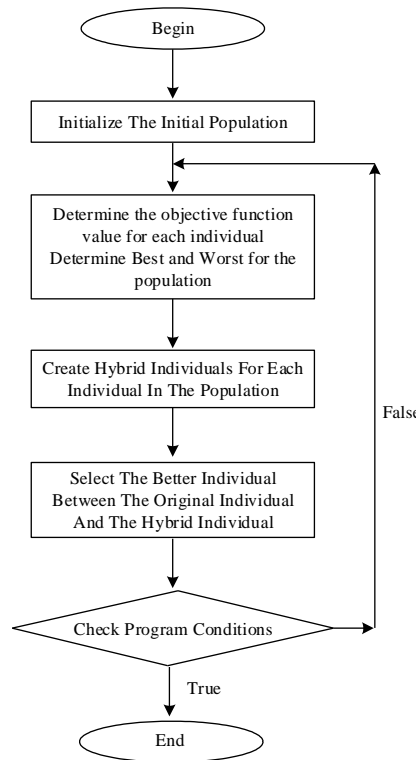 Begin
Initialize The Initial Population
Determine the objective function
value for each individual
Determine Best and Worst for the
population
Create Hybrid Individuals For Each
Individual In The Population
False
Select The Better Individual
Between The Original Individual
And The Hybrid Individual
Check Program Conditions
True
End